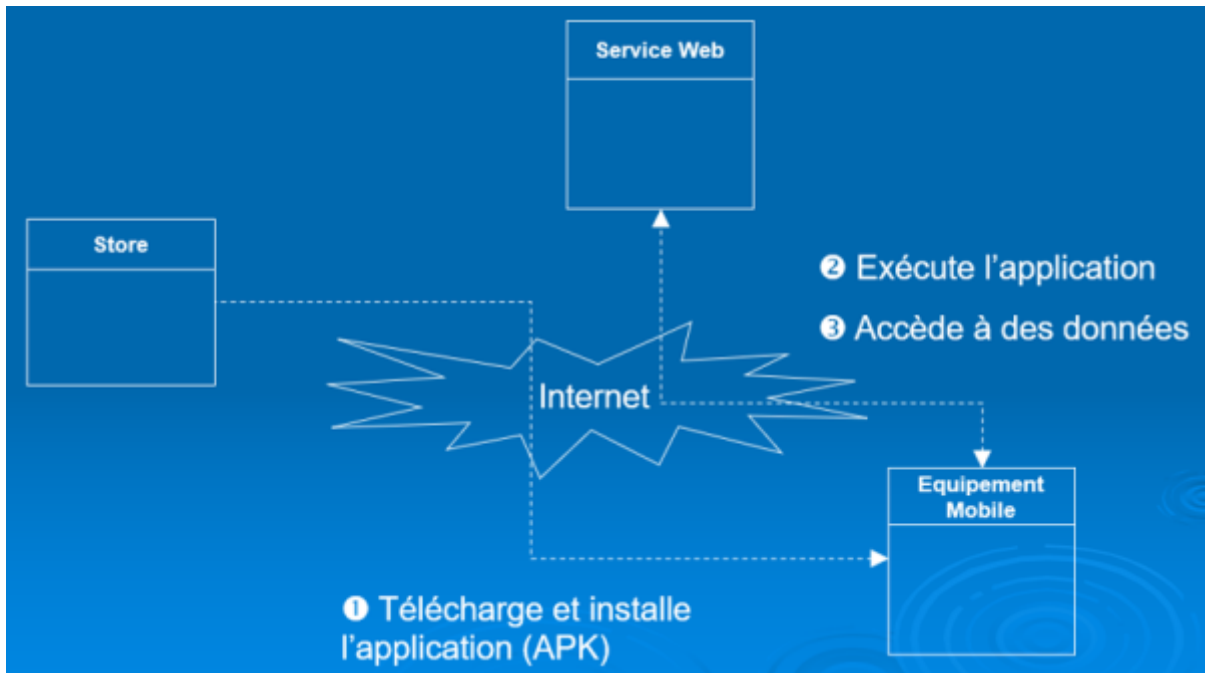 Service Web
Store
❷ Exécute l'application
❸ Accède à des données
Internet
Equipement
Mobile
❶ Télécharge et installe
l'application (APK)